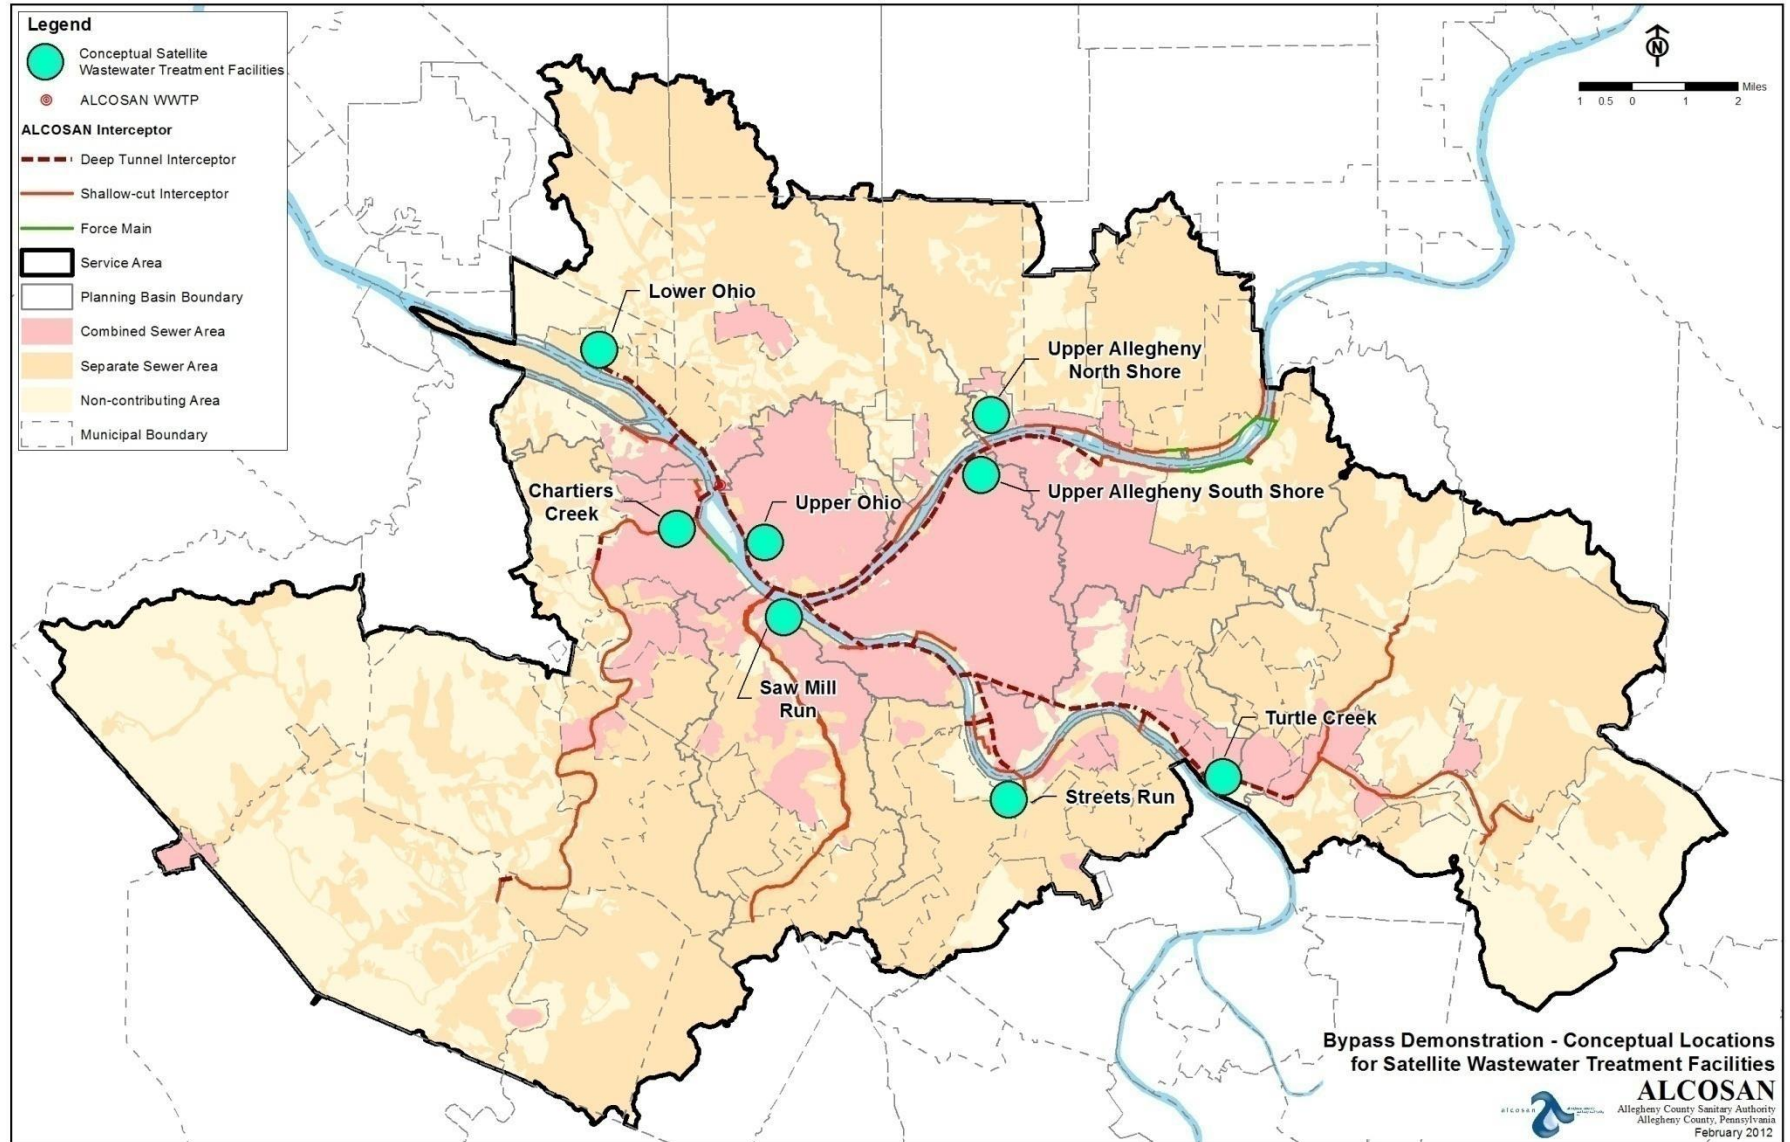 Legend
Conceptual Satellite
Wastewater Treatment Facilities
ALCOSAN WWTP
ALCOSAN Interceptor
Deep Tunnel Interceptor
Shallow-cut Interceptor
Force Main
Service Area
Planning Basin Boundary
Combined Sewer Area
Separate Sewer Area
Non-contributing Area
Municipal Boundary
N
Miles
1 0.5 0 1 2
Lower Ohio
Upper Allegheny
North Shore
Chartiers
Creek
Upper Ohio
Upper Allegheny South Shore
Saw Mill
Run
Turtle Creek
Streets Run
Bypass Demonstration - Conceptual Locations
for Satellite Wastewater Treatment Facilities
ALCOSAN
alcosan
Allegheny County Sanitary Authority
Allegheny County, Pennsylvania
February 2012